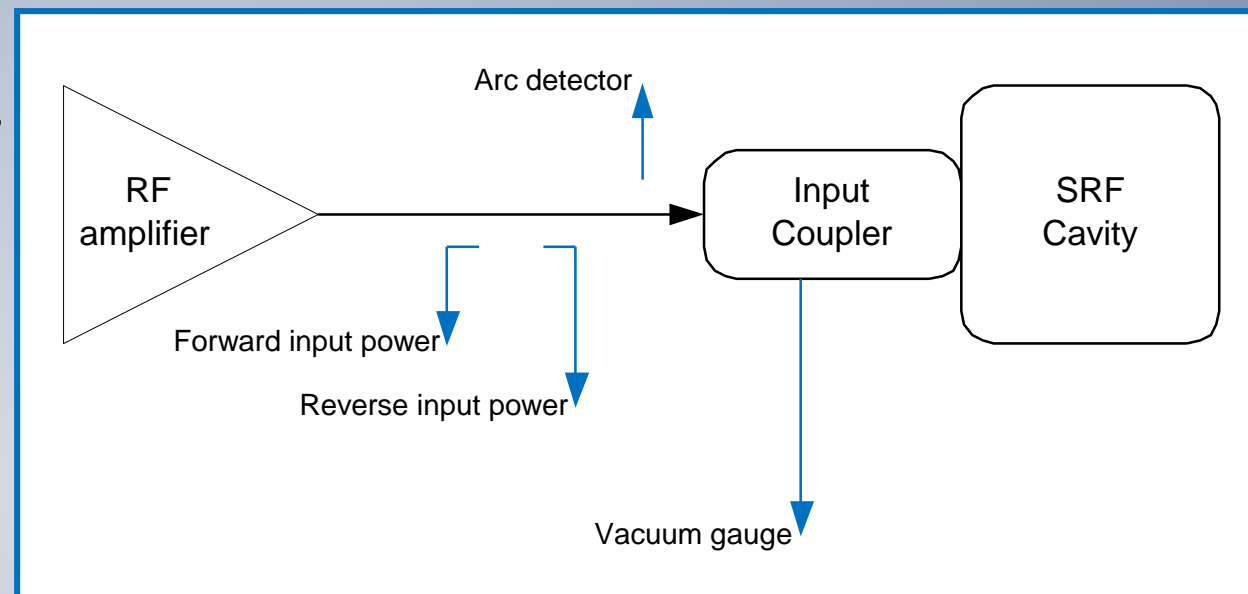 Arc detector
RF
amplifier
Input
Coupler
SRF
Cavity
Forward input power
Reverse input power
Vacuum gauge